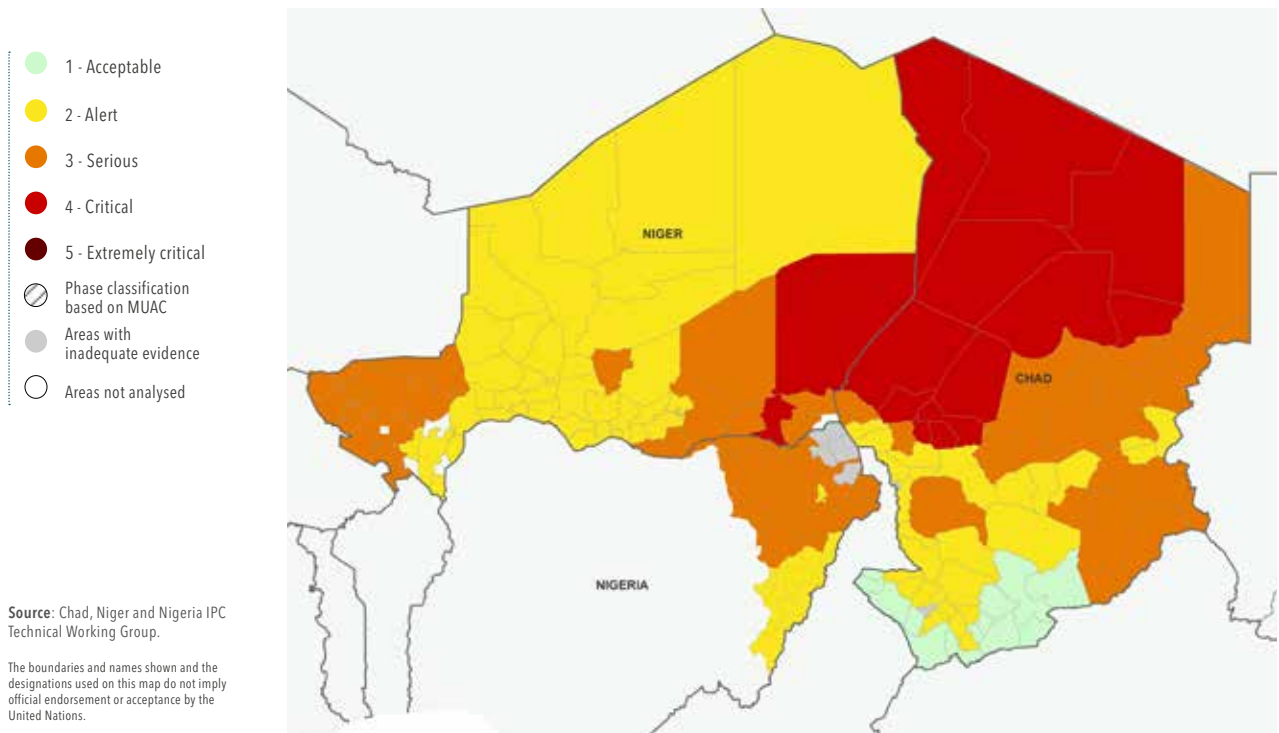 1 - Acceptable
2 - Alert
3 - Serious
4 - Critical
5 - Extremely critical
Phase classification
based on MUAC
Areas with
inadequate evidence
Areas not analysed
NIGER
CHAD
NIGERIA
Source: Chad, Niger and Nigeria IPC
Technical Working Group.
The boundaries and names shown and the
designations used on this map do not imply
official endorsement or acceptance by the
United Nations.